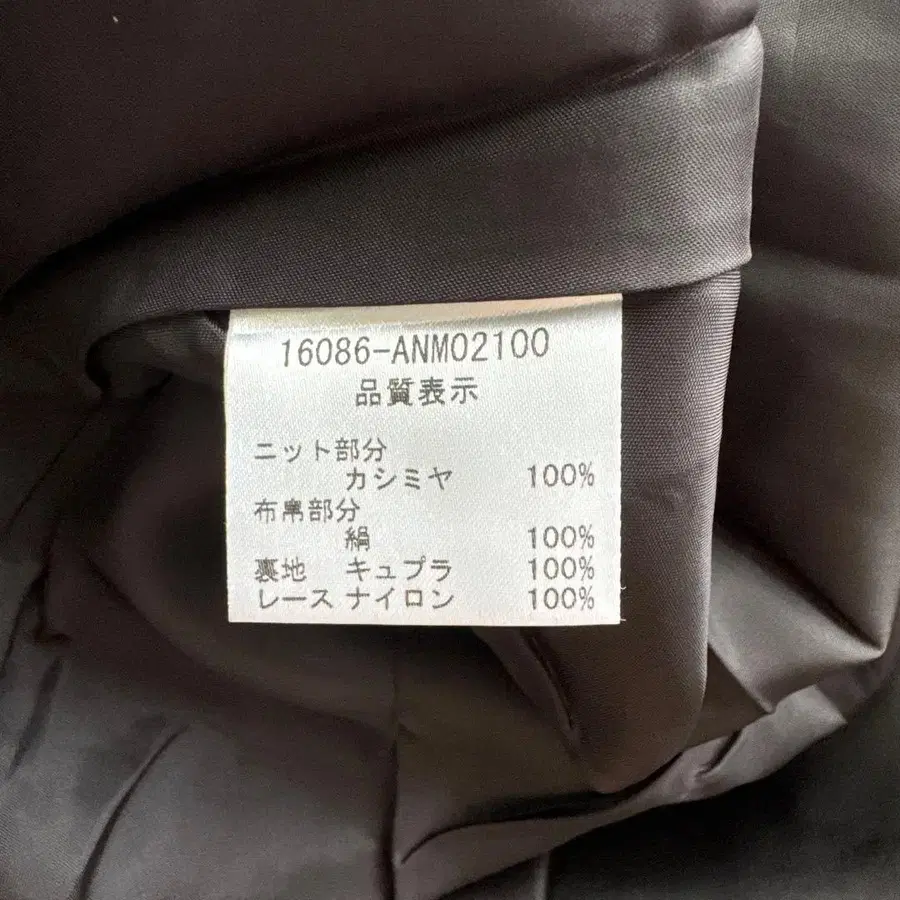 16086-ANM02100
品質表示
ニット部分
カシミヤ 100%
布帛部分
絹 100%
裏地 キュプラ 100%
レース ナイロン 100%